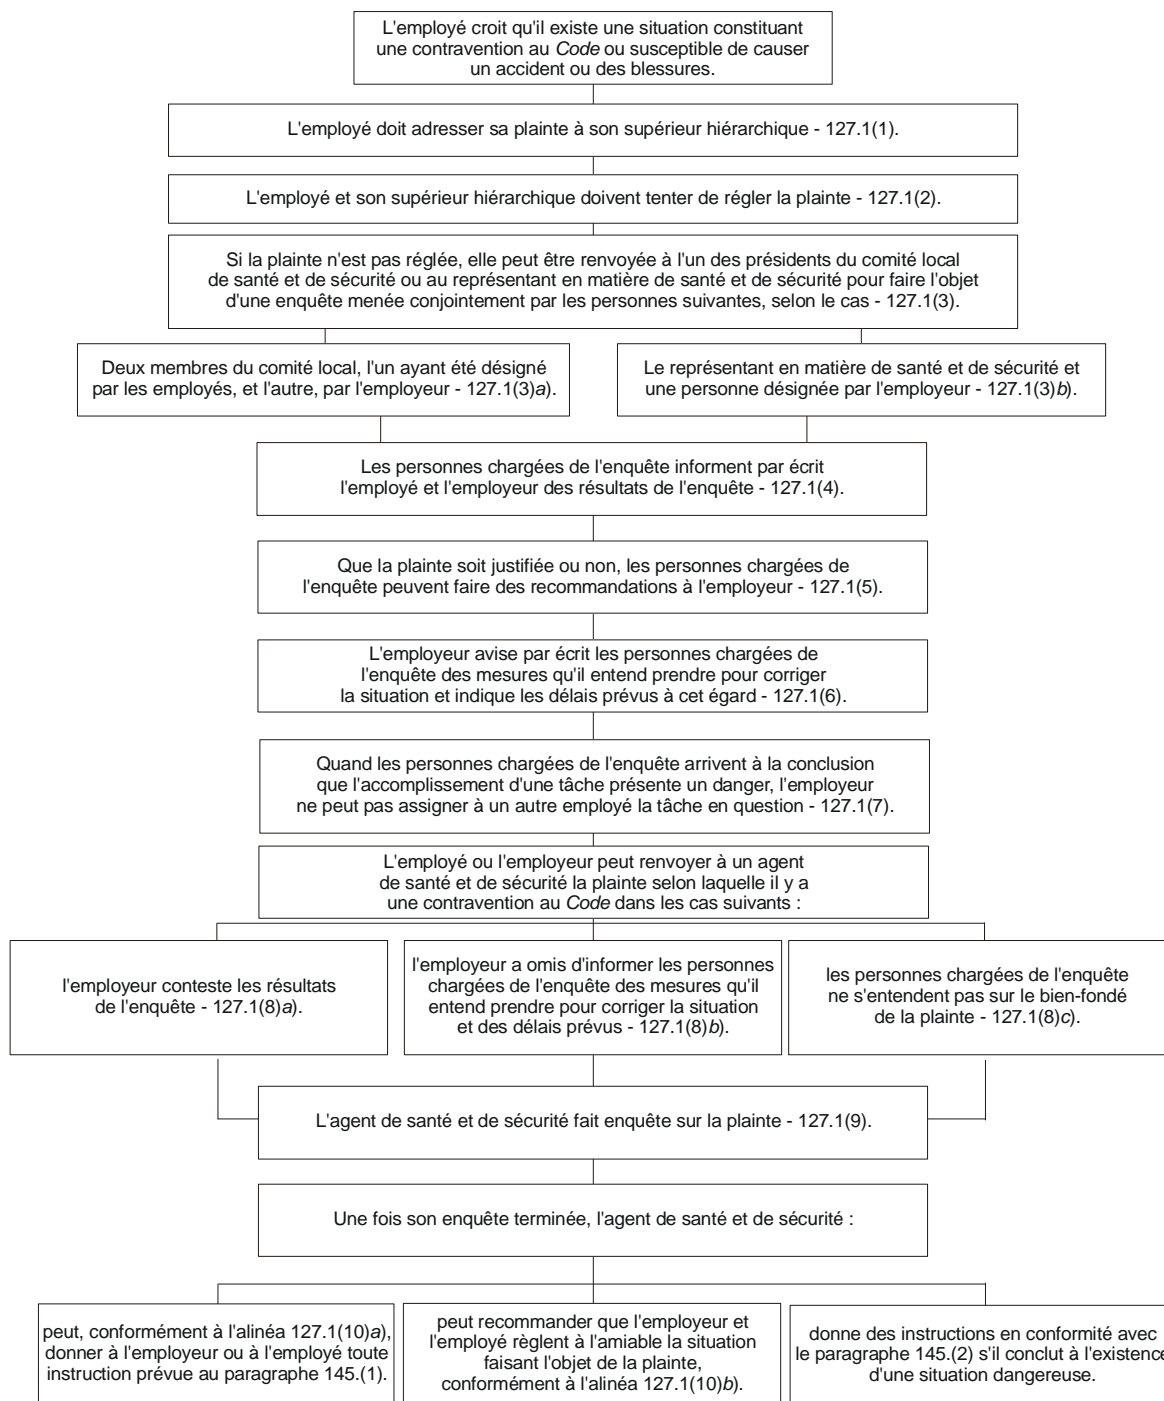 L'employé croit qu'il existe une situation constituant
une contravention au Code ou susceptible de causer
un accident ou des blessures.
L'employé doit adresser sa plainte à son supérieur hiérarchique - 127.1(1).
L'employé et son supérieur hiérarchique doivent tenter de régler la plainte - 127.1(2).
Si la plainte n'est pas réglée, elle peut être renvoyée à l'un des présidents du comité local
de santé et de sécurité ou au représentant en matière de santé et de sécurité pour faire l'objet
d'une enquête menée conjointement par les personnes suivantes, selon le cas - 127.1(3).
Deux membres du comité local, l'un ayant été désigné
par les employés, et l'autre, par l'employeur - 127.1(3)a).
Le représentant en matière de santé et de sécurité et
une personne désignée par l'employeur - 127.1(3)b).
Les personnes chargées de l'enquête informent par écrit
l'employé et l'employeur des résultats de l'enquête - 127.1(4).
Que la plainte soit justifiée ou non, les personnes chargées de
l'enquête peuvent faire des recommandations à l'employeur - 127.1(5).
L'employeur avise par écrit les personnes chargées de
l'enquête des mesures qu'il entend prendre pour corriger
la situation et indique les délais prévus à cet égard - 127.1(6).
Quand les personnes chargées de l'enquête arrivent à la conclusion
que l'accomplissement d'une tâche présente un danger, l'employeur
ne peut pas assigner à un autre employé la tâche en question - 127.1(7).
L'employé ou l'employeur peut renvoyer à un agent
de santé et de sécurité la plainte selon laquelle il y a
une contravention au Code dans les cas suivants :
l'employeur conteste les résultats
de l'enquête - 127.1(8)a).
l'employeur a omis d'informer les personnes
chargées de l'enquête des mesures qu'il
entend prendre pour corriger la situation
et des délais prévus - 127.1(8)b).
les personnes chargées de l'enquête
ne s'entendent pas sur le bien-fondé
de la plainte - 127.1(8)c).
L'agent de santé et de sécurité fait enquête sur la plainte - 127.1(9).
Une fois son enquête terminée, l'agent de santé et de sécurité :
peut, conformément à l'alinéa 127.1(10)a),
donner à l'employeur ou à l'employé toute
instruction prévue au paragraphe 145.(1).
peut recommander que l'employeur et
l'employé règlent à l'amiable la situation
faisant l'objet de la plainte,
conformément à l'alinéa 127.1(10)b).
donne des instructions en conformité avec
le paragraphe 145.(2) s'il conclut à l'existence
d'une situation dangereuse.